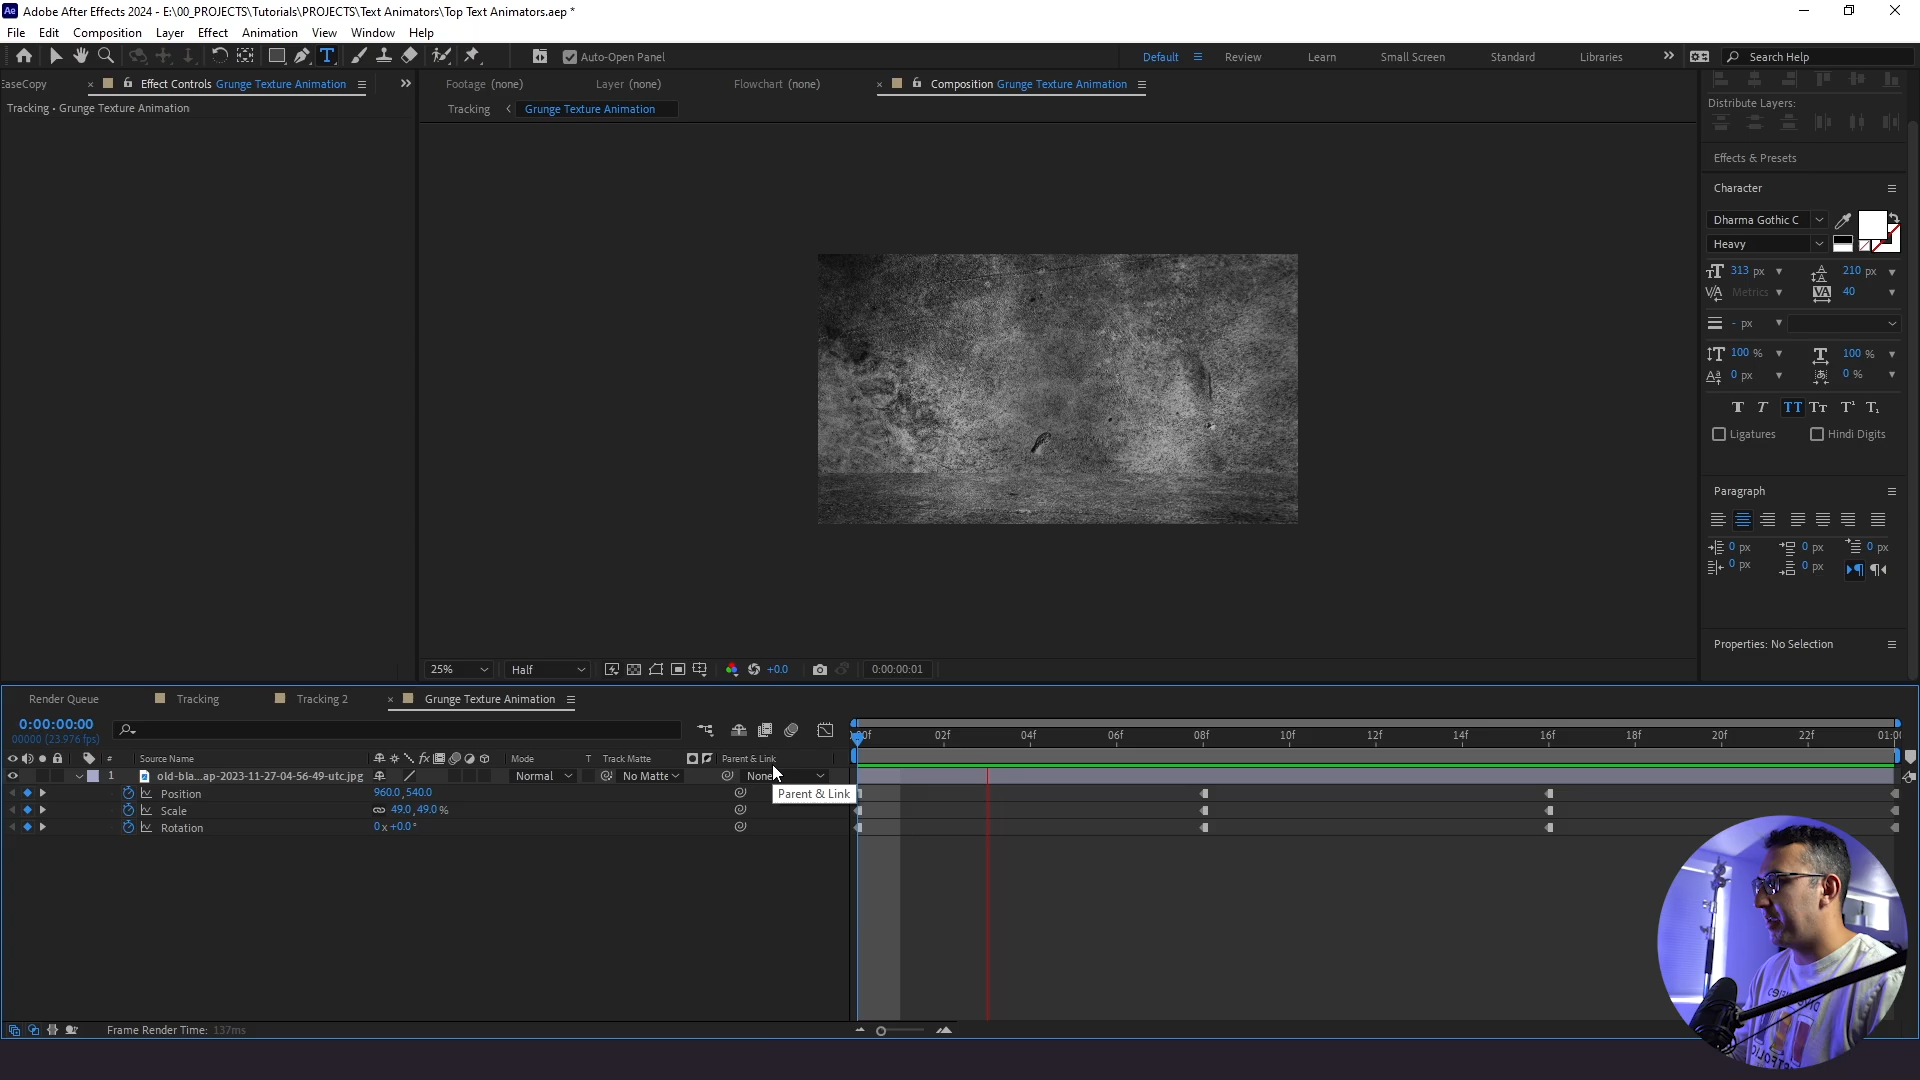 Ae Adobe After Effects 2024 - E:\00_PROJECTS\Tutorials\PROJECTS\Text Animators\Top Text Animators.aep *
File Edit Composition Layer Effect Animation View Window Help
Auto-Open Panel
Default Review Learn Small Screen Standard Libraries
Search Help
EaseCopy Effect Controls Grunge Texture Animation
Footage (none) Layer (none) Flowchart (none) Composition Grunge Texture Animation
Tracking • Grunge Texture Animation
Tracking Grunge Texture Animation
Distribute Layers:
Effects & Presets
Character
Dharma Gothic C
Heavy
313 px 210 px
Metrics 40
- px
100 % 100 %
0 px 0 %
Ligatures Hindi Digits
Paragraph
0 px 0 px 0 px
0 px 0 px
Properties: No Selection
25% Half +0.0 0:00:00:01
Render Queue Tracking Tracking 2 Grunge Texture Animation
0:00:00:00
00000 (23.976 fps)
:00f 02f 04f 06f 08f 10f 12f 14f 16f 18f 20f 22f 01:0
# Source Name Mode T Track Matte Parent & Link
1 old-bla...ap-2023-11-27-04-56-49-utc.jpg Normal No Matte None
Position 960.0, 540.0
Parent & Link
Scale 49.0, 49.0 %
Rotation 0x+0.0°
Frame Render Time: 137ms